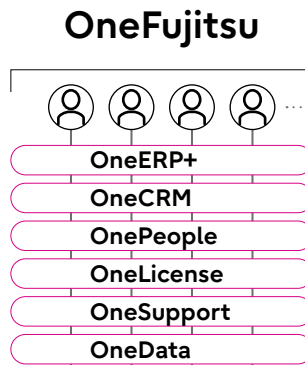 OneFujitsu
...
OneERP+
OneCRM
OnePeople
OneLicense
OneSupport
OneData